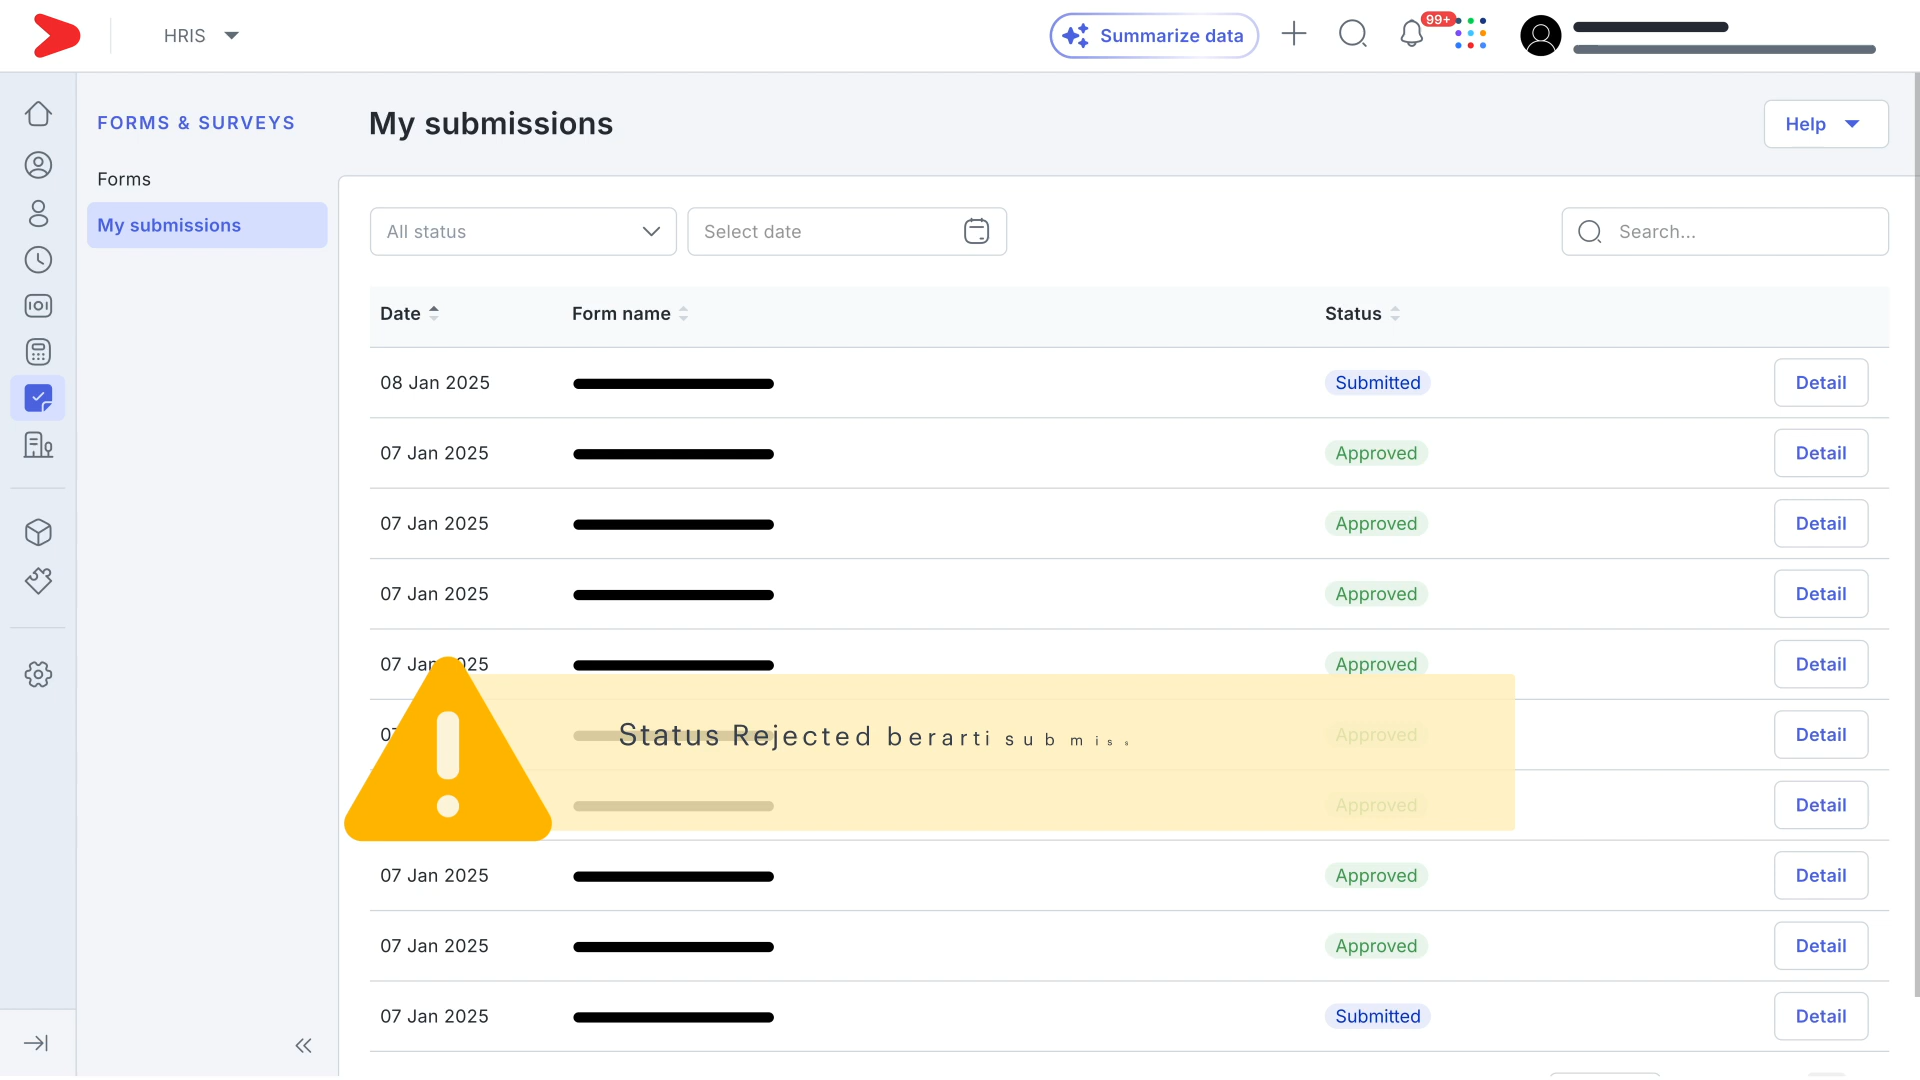 HRIS
Summarize data
99+
FORMS & SURVEYS
Forms
My submissions
My submissions
Help
All status
Select date
Search...
Date
Form name
Status
08 Jan 2025
Submitted
Detail
07 Jan 2025
Approved
Detail
07 Jan 2025
Approved
Detail
07 Jan 2025
Approved
Detail
07 Jan 2025
Approved
Detail
Status Rejected berarti submiss
07
Approved
Detail
Approved
Detail
07 Jan 2025
Approved
Detail
07 Jan 2025
Approved
Detail
07 Jan 2025
Submitted
Detail